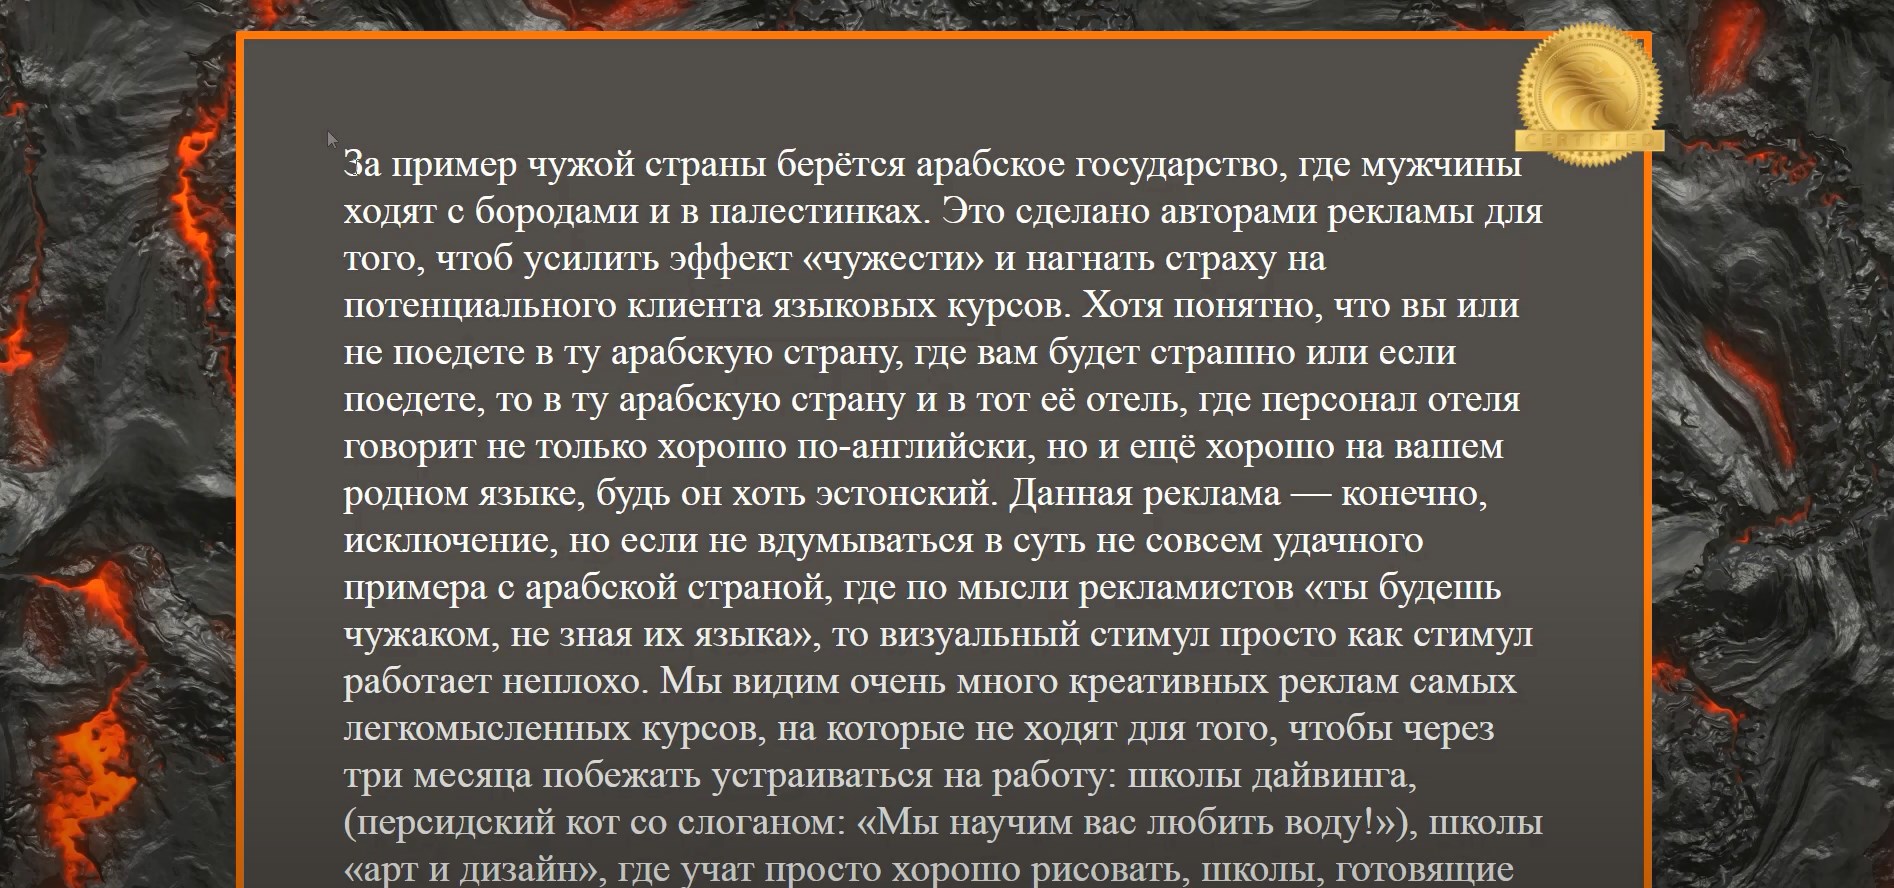 За пример чужой страны берётся арабское государство, где мужчины
ходят с бородами и в палестинках. Это сделано авторами рекламы для
того, чтоб усилить эффект «чужести» и нагнать страху на
потенциального клиента языковых курсов. Хотя понятно, что вы или
не поедете в ту арабскую страну, где вам будет страшно или если
поедете, то в ту арабскую страну и в тот её отель, где персонал отеля
говорит не только хорошо по-английски, но и ещё хорошо на вашем
родном языке, будь он хоть эстонский. Данная реклама — конечно,
исключение, но если не вдумываться в суть не совсем удачного
примера с арабской страной, где по мысли рекламистов «ты будешь
чужаком, не зная их языка», то визуальный стимул просто как стимул
работает неплохо. Мы видим очень много креативных реклам самых
легкомысленных курсов, на которые не ходят для того, чтобы через
три месяца побежать устраиваться на работу: школы дайвинга,
(персидский кот со слоганом: «Мы научим вас любить воду!»), школы
«арт и дизайн», где учат просто хорошо рисовать, школы, готовящие
CERTIFIED